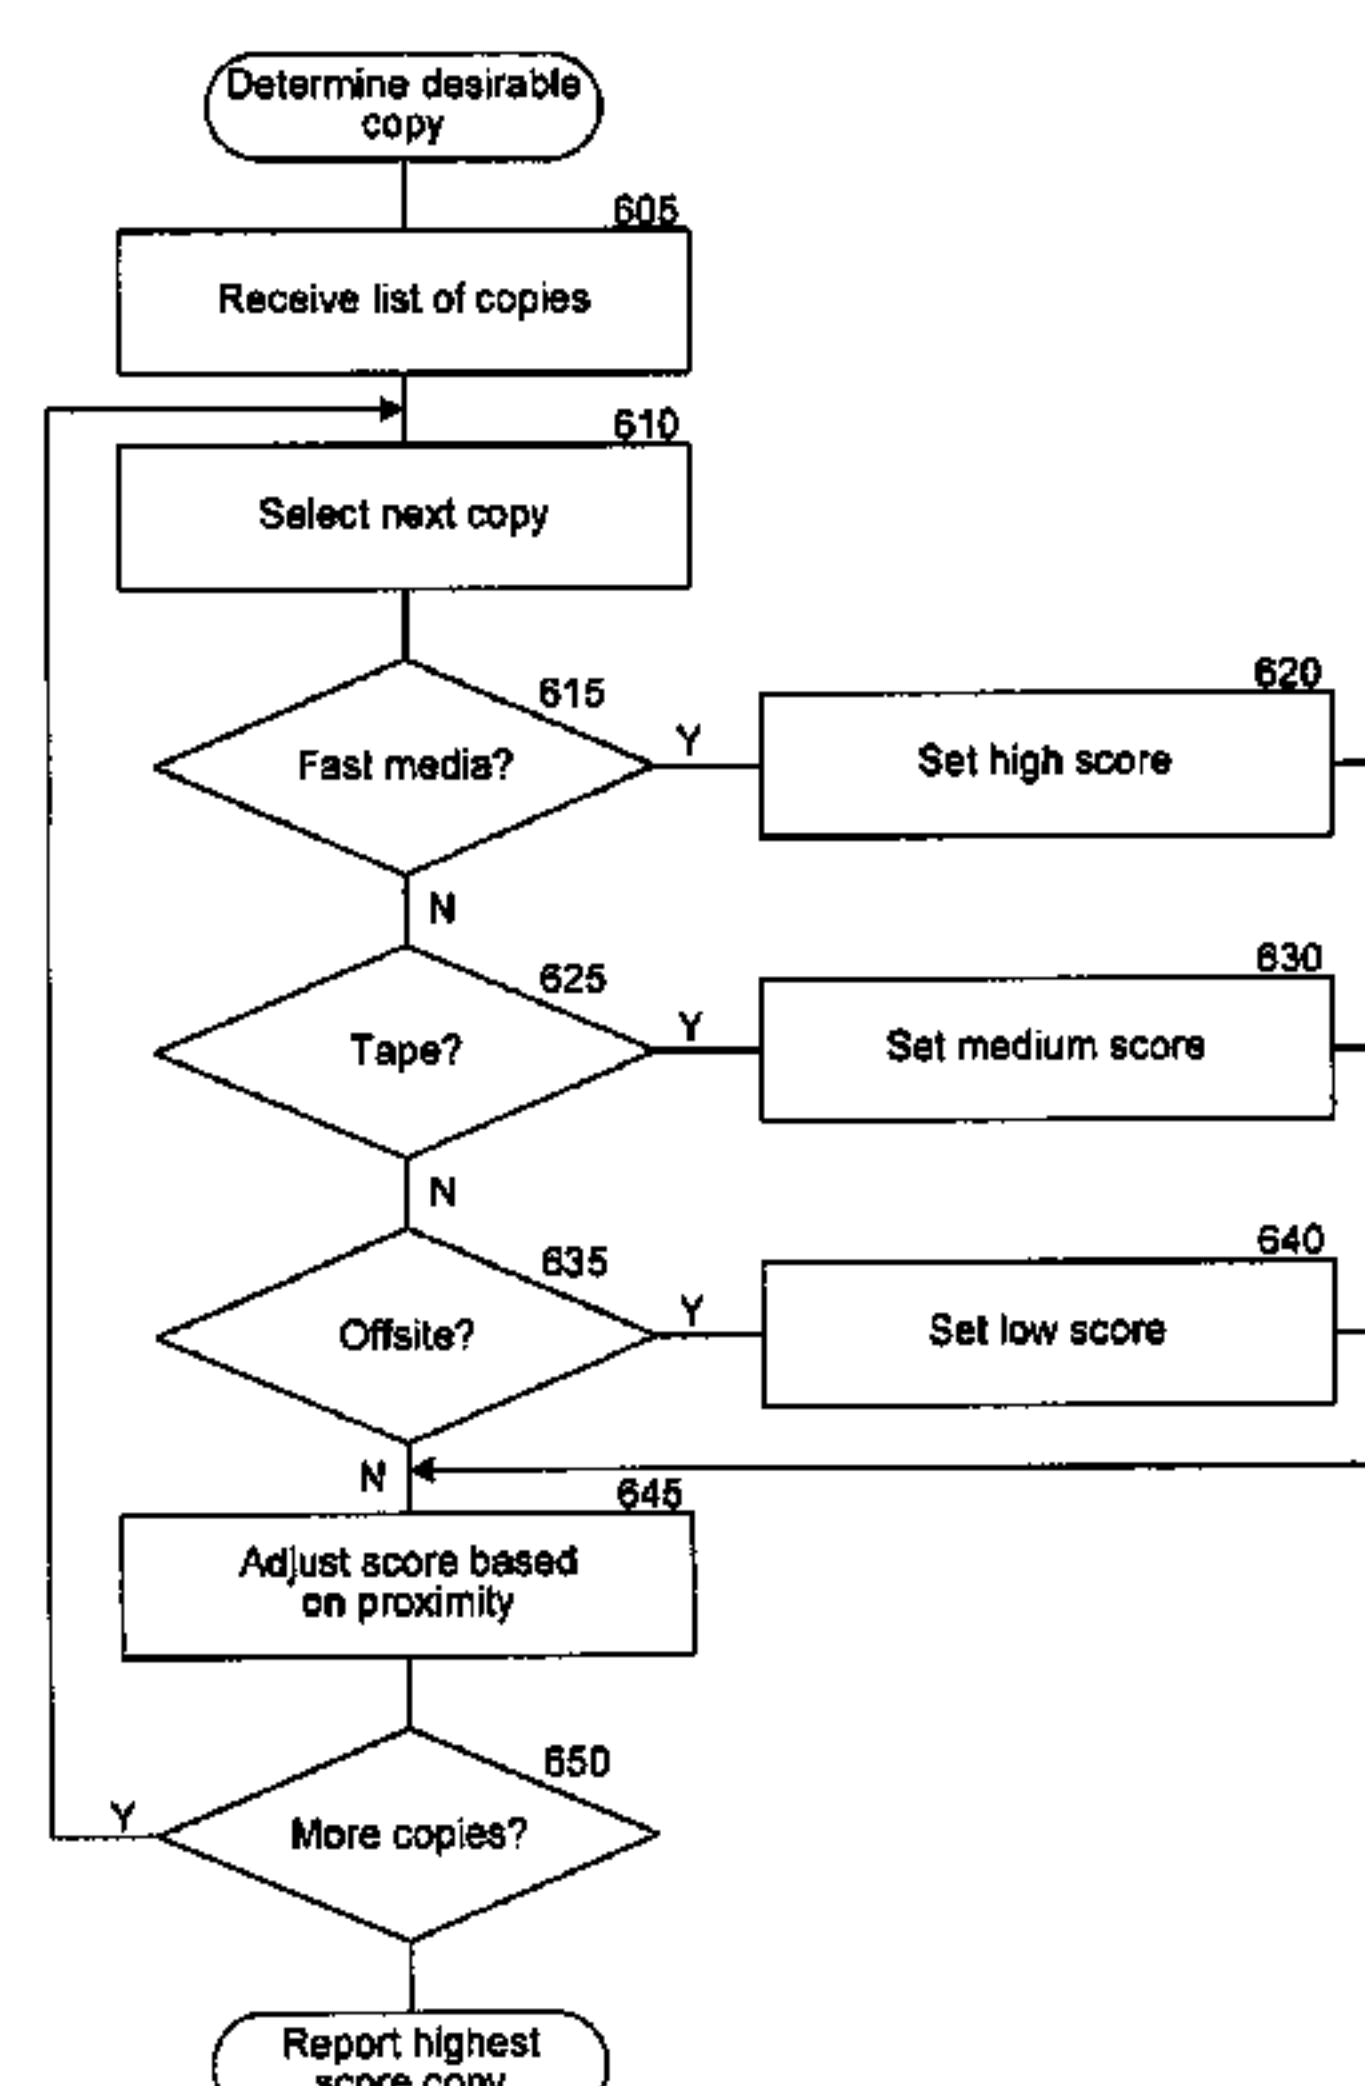 Determine desirable
copy
605
Receive list of copies
610
Select next copy
615
Fast media?
Y
620
Set high score
N
625
Tape?
Y
630
Set medium score
N
635
Offsite?
Y
640
Set low score
N
645
Adjust score based
on proximity
650
More copies?
Y
Report highest
score copy